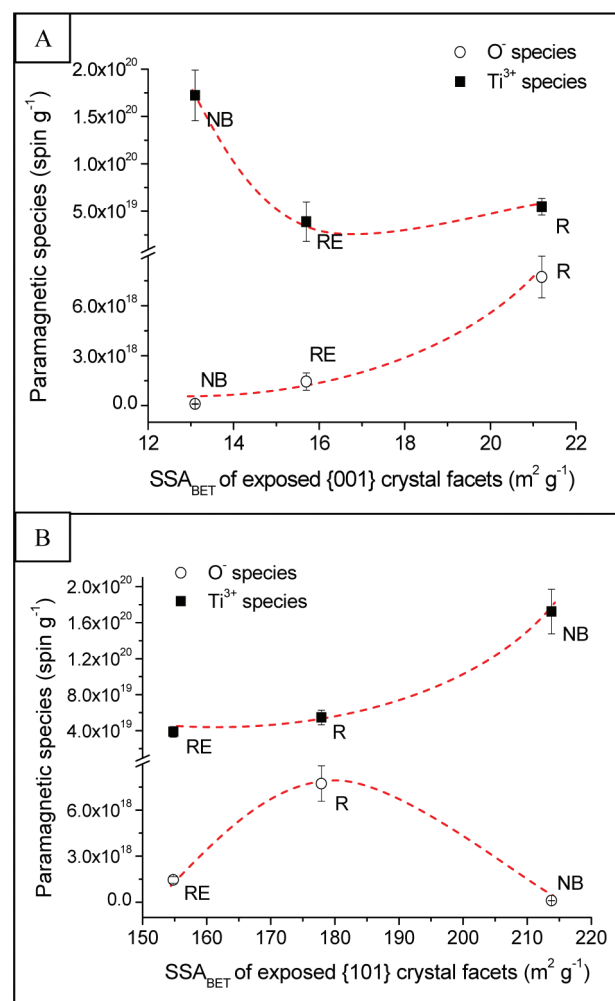 A
O⁻ species
Ti³⁺ species
Paramagnetic species (spin g⁻¹)
2.0x10²⁰
1.5x10²⁰
1.0x10²⁰
5.0x10¹⁹
6.0x10¹⁸
3.0x10¹⁸
0.0
NB
RE
R
R
RE
NB
12 14 16 18 20 22
SSA_BET of exposed {001} crystal facets (m² g⁻¹)
B
O⁻ species
Ti³⁺ species
Paramagnetic species (spin g⁻¹)
2.0x10²⁰
1.6x10²⁰
1.2x10²⁰
8.0x10¹⁹
4.0x10¹⁹
6.0x10¹⁸
3.0x10¹⁸
0.0
NB
RE
R
R
RE
NB
150 160 170 180 190 200 210 220
SSA_BET of exposed {101} crystal facets (m² g⁻¹)